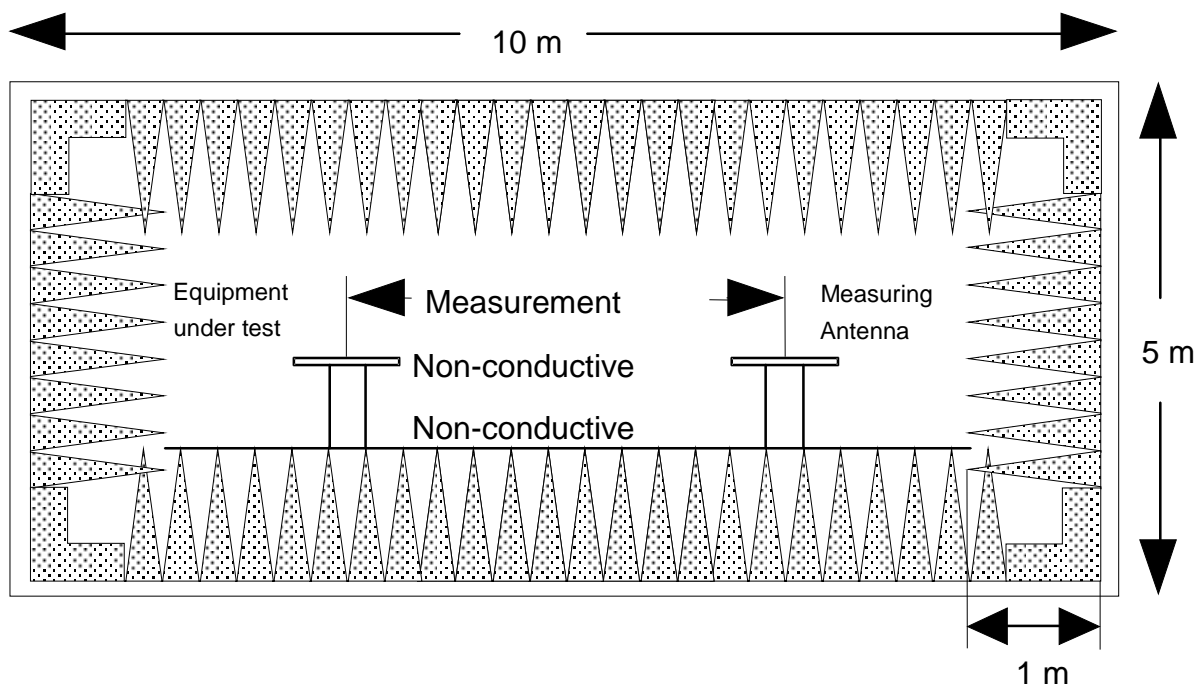 10 m
Equipment
under test
Measurement
Measuring
Antenna
Non-conductive
5 m
Non-conductive
1 m